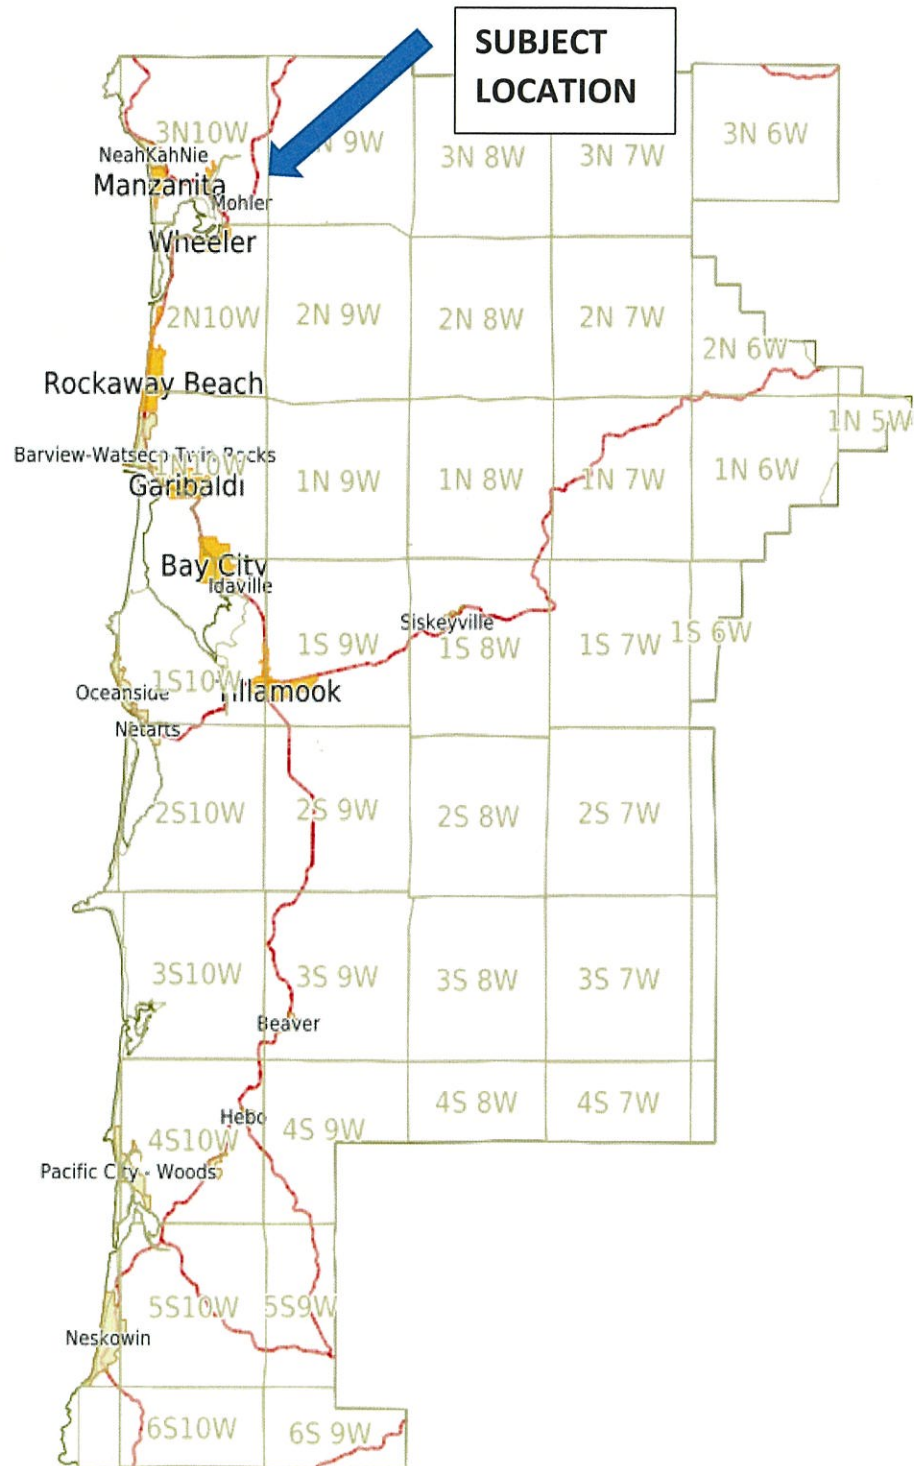 SUBJECT
LOCATION
3N10W
N 9W
3N 8W
3N 7W
3N 6W
NeahKahNie
Manzanita
Mohler
Wheeler
2N10W
2N 9W
2N 8W
2N 7W
2N 6W
Rockaway Beach
1N 5W
Barview-Watseco Twin Rocks
1N10W
Garibaldi
1N 9W
1N 8W
1N 7W
1N 6W
Bay City
Idaville
Siskeyville
1S 9W
1S 8W
1S 7W
1S 6W
1S10W
Oceanside
Tillamook
Netarts
2S10W
2S 9W
2S 8W
2S 7W
3S10W
3S 9W
3S 8W
3S 7W
Beaver
Hebo
4S10W
4S 9W
4S 8W
4S 7W
Pacific City - Woods
5S10W
5S9W
Neskowin
6S10W
6S 9W